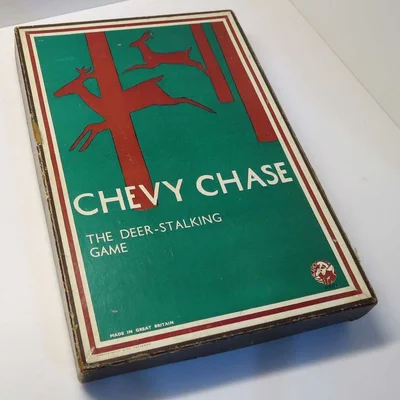 CHEVY CHASE
THE DEER-STALKING
GAME
MADE IN GREAT BRITAIN